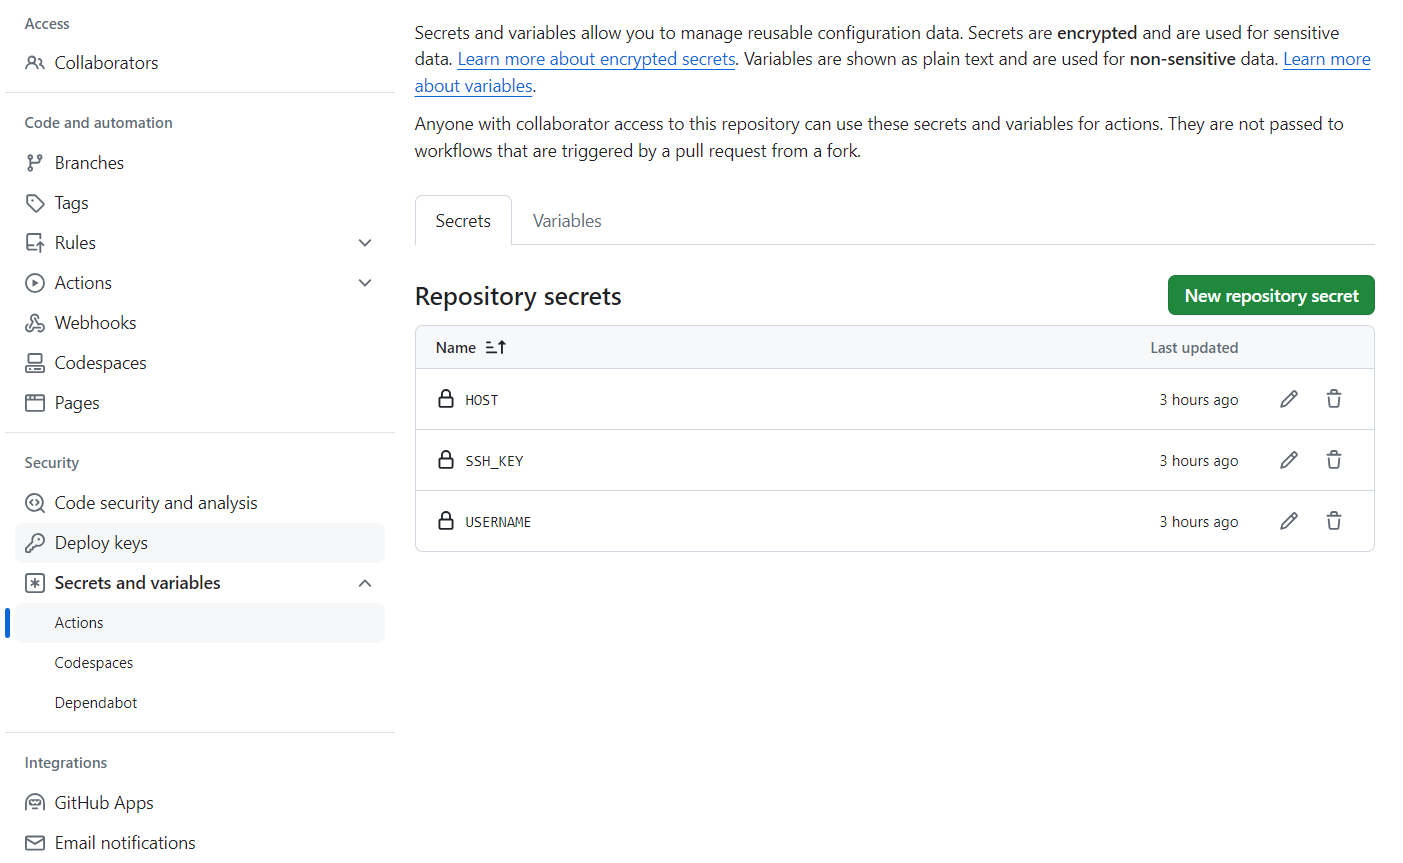 Access
Collaborators
Code and automation
Branches
Tags
Rules
Actions
Webhooks
Codespaces
Pages
Security
Code security and analysis
Deploy keys
Secrets and variables
Actions
Codespaces
Dependabot
Integrations
GitHub Apps
Email notifications
Secrets and variables allow you to manage reusable configuration data. Secrets are encrypted and are used for sensitive
data. Learn more about encrypted secrets. Variables are shown as plain text and are used for non-sensitive data. Learn more
about variables.
Anyone with collaborator access to this repository can use these secrets and variables for actions. They are not passed to
workflows that are triggered by a pull request from a fork.
Secrets Variables
Repository secrets New repository secret
Name Last updated
HOST 3 hours ago
SSH_KEY 3 hours ago
USERNAME 3 hours ago